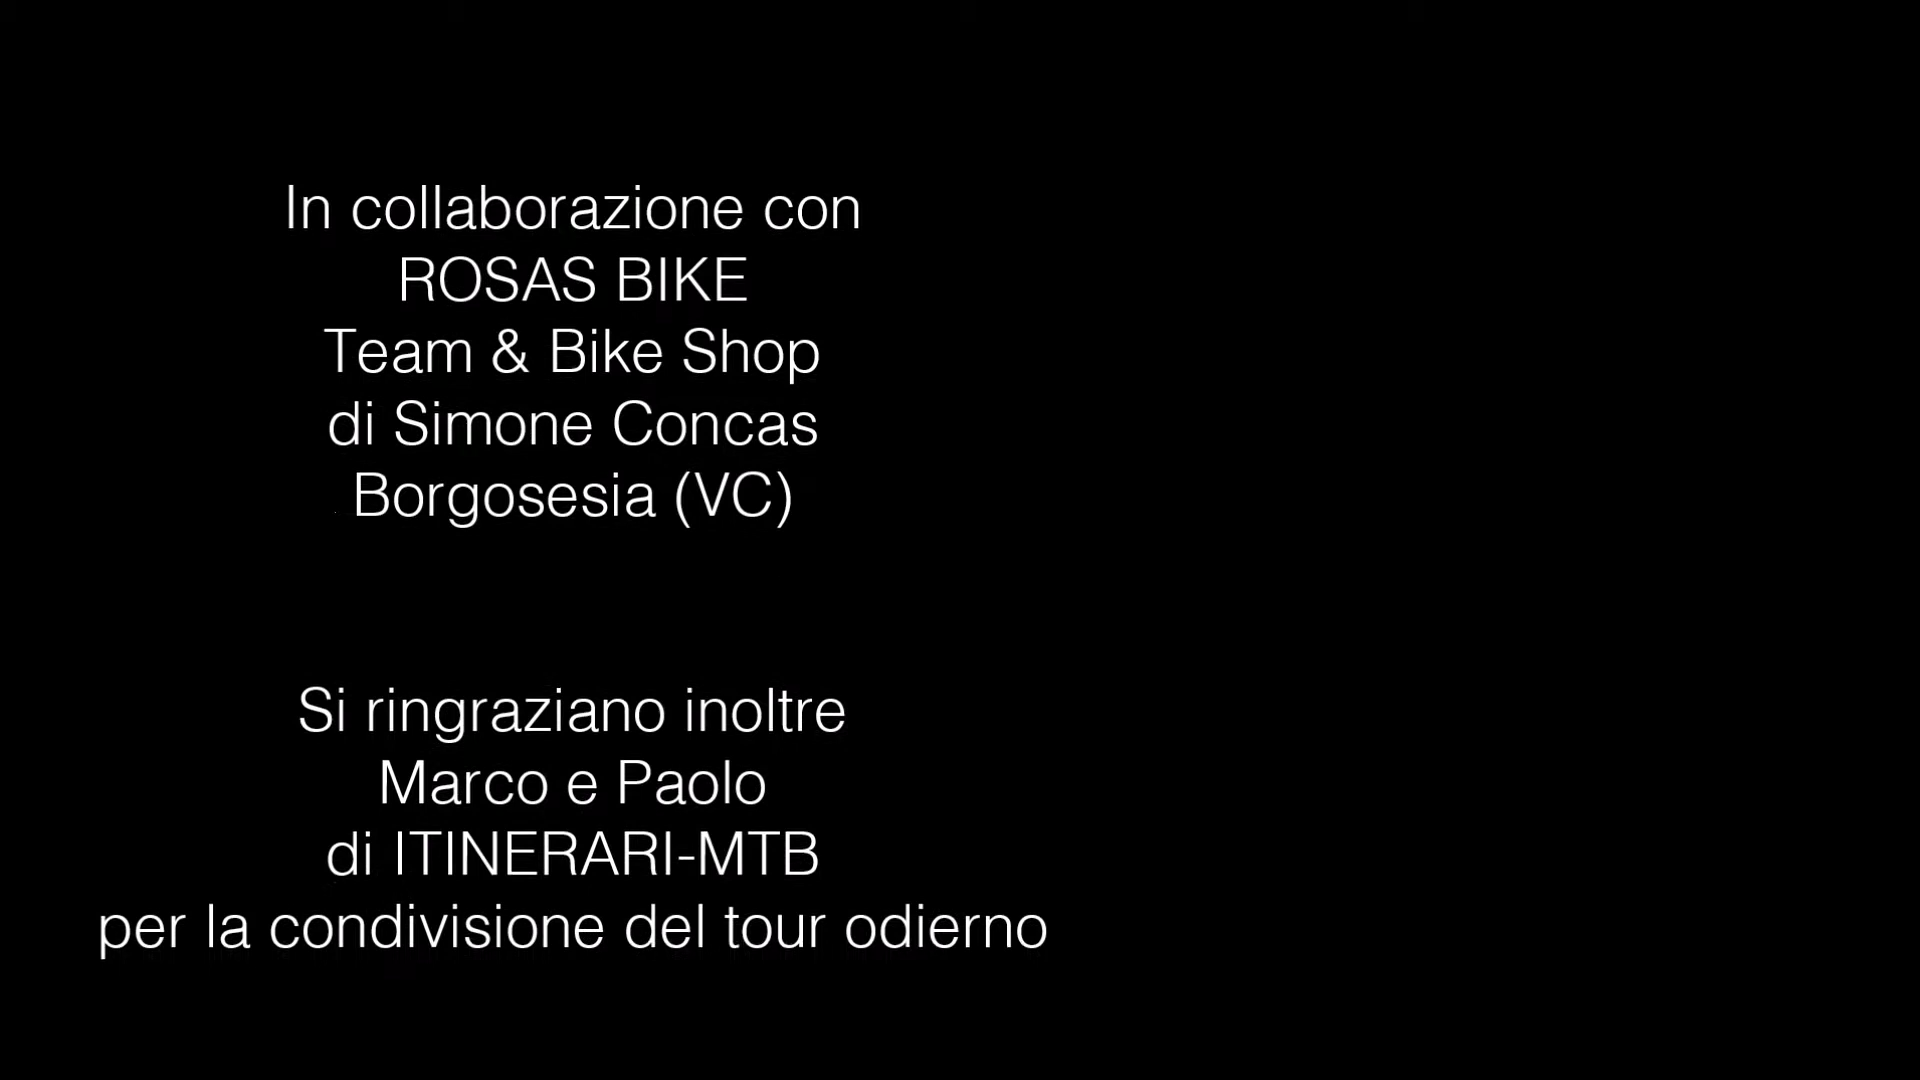 In collaborazione con
ROSAS BIKE
Team & Bike Shop
di Simone Concas
Borgosesia (VC)
Si ringraziano inoltre
Marco e Paolo
di ITINERARI-MTB
per la condivisione del tour odierno